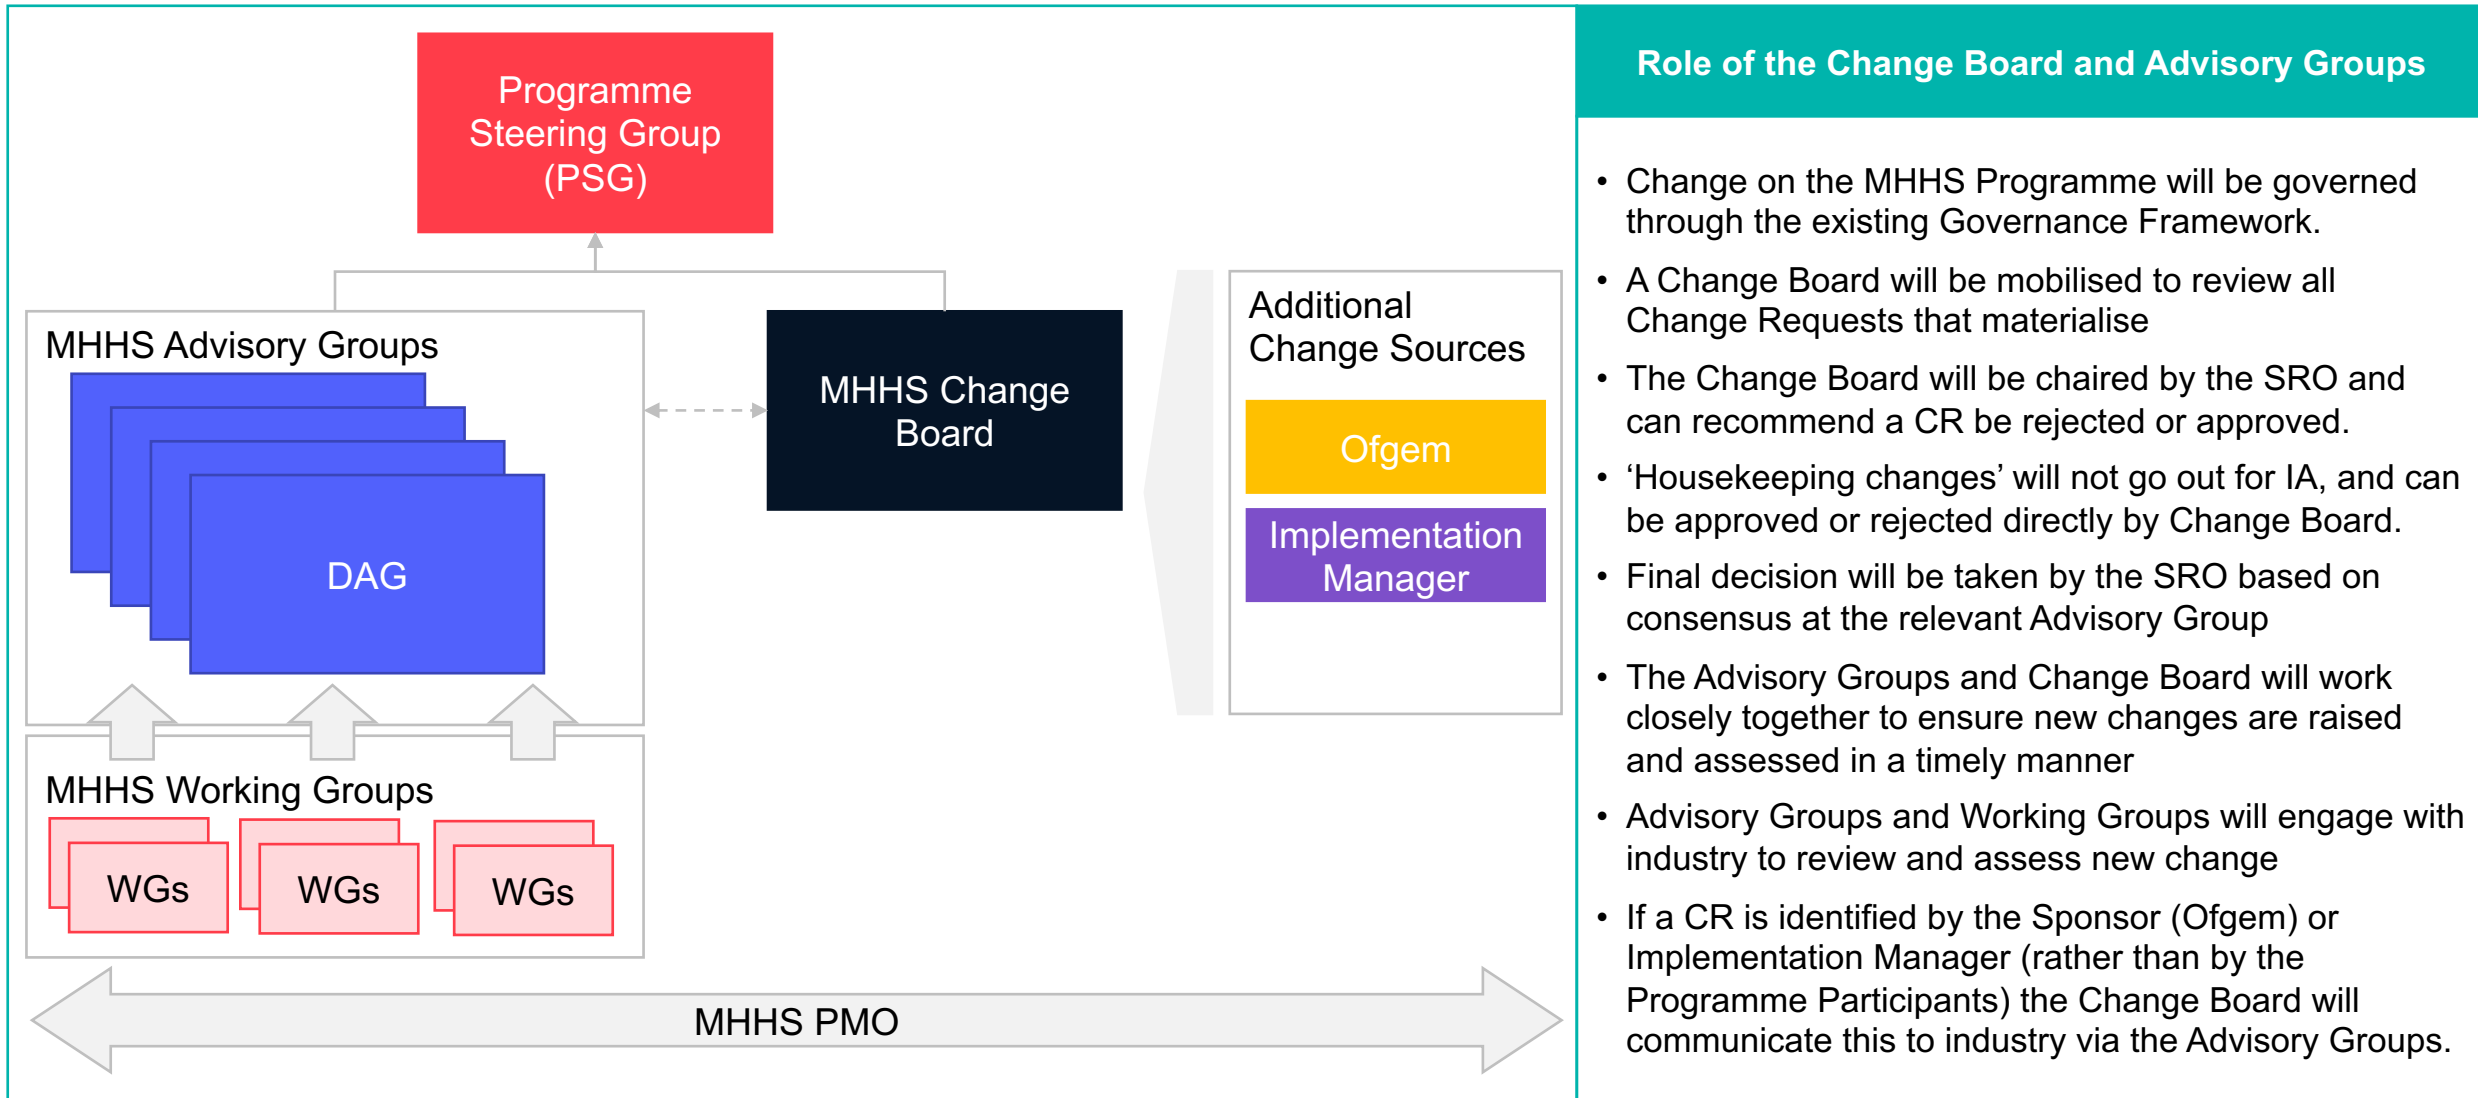 Programme
Steering Group
(PSG)
MHHS Advisory Groups
DAG
MHHS Change
Board
Additional
Change Sources
Ofgem
Implementation
Manager
MHHS Working Groups
WGs
WGs
WGs
MHHS PMO
Role of the Change Board and Advisory Groups
• Change on the MHHS Programme will be governed
through the existing Governance Framework.
• A Change Board will be mobilised to review all
Change Requests that materialise
• The Change Board will be chaired by the SRO and
can recommend a CR be rejected or approved.
• ‘Housekeeping changes’ will not go out for IA, and can
be approved or rejected directly by Change Board.
• Final decision will be taken by the SRO based on
consensus at the relevant Advisory Group
• The Advisory Groups and Change Board will work
closely together to ensure new changes are raised
and assessed in a timely manner
• Advisory Groups and Working Groups will engage with
industry to review and assess new change
• If a CR is identified by the Sponsor (Ofgem) or
Implementation Manager (rather than by the
Programme Participants) the Change Board will
communicate this to industry via the Advisory Groups.